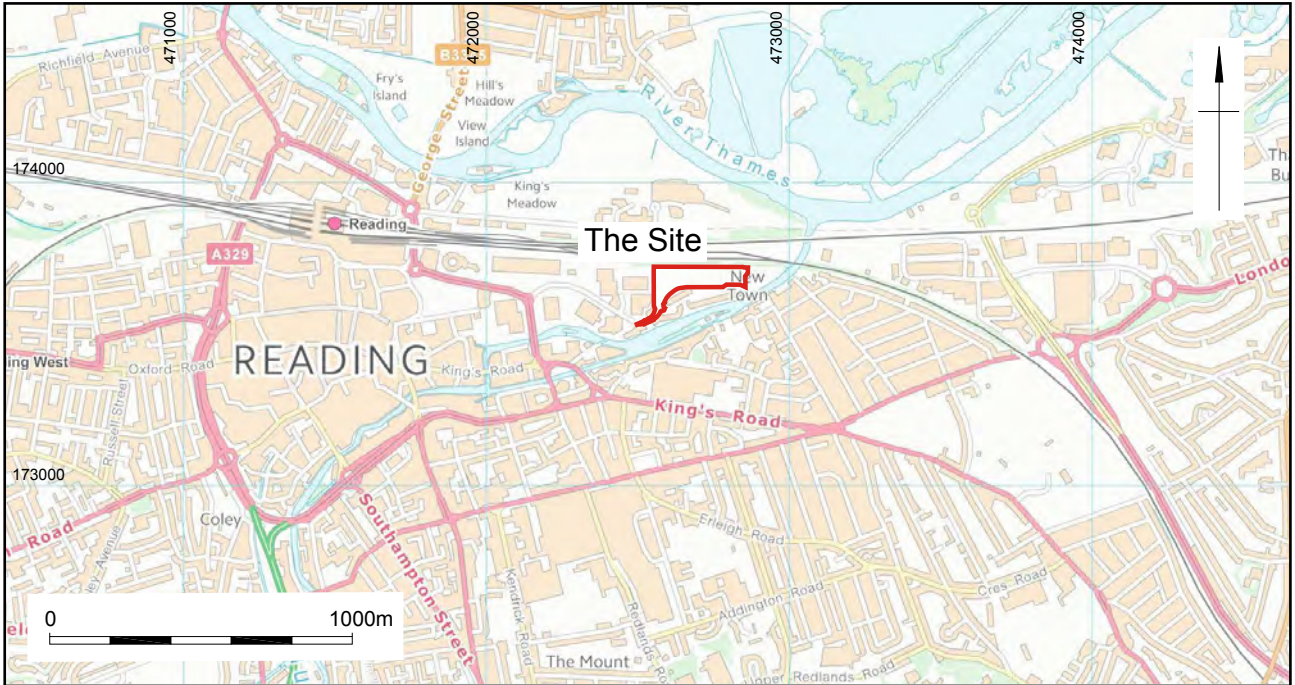 471000
472000
473000
474000
Richfield Avenue
Fry's
Island
Hill's
Meadow
View
Island
George Street
River Thames
174000
King's
Meadow
Reading
A329
The Site
New
Town
London
ing West
Oxford Road
READING
King's Road
Russell Street
King's Road
173000
Coley
Southampton Street
Erleigh Road
Kendrick Road
Redlands
Addington Road
Cres Road
Upper Redlands Road
The Mount
0
1000m